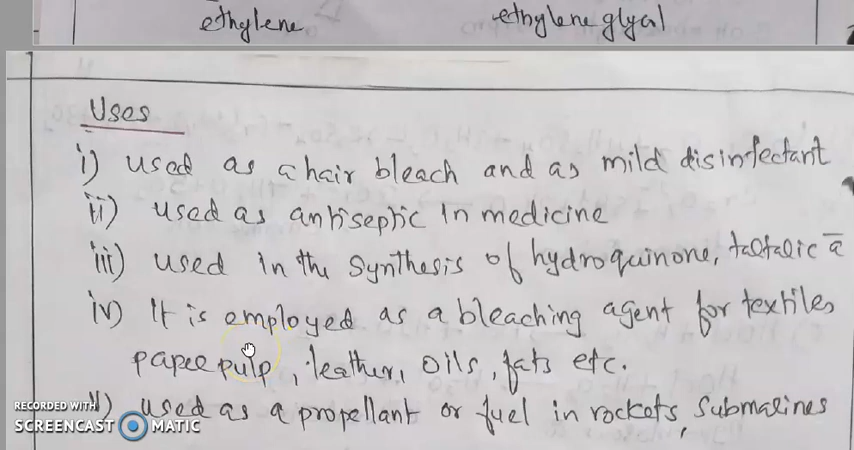 ethylene ethylene glyal
Uses
i) used as a hair bleach and as mild disinfectant
ii) used as antiseptic in medicine
iii) used in the synthesis of hydroquinone, taltalic a
iv) It is employed as a bleaching agent for textiles,
paper pulp, leather, oils, fats etc.
v) used as a propellant or fuel in rockets, submarines
RECORDED WITH
SCREENCAST MATIC